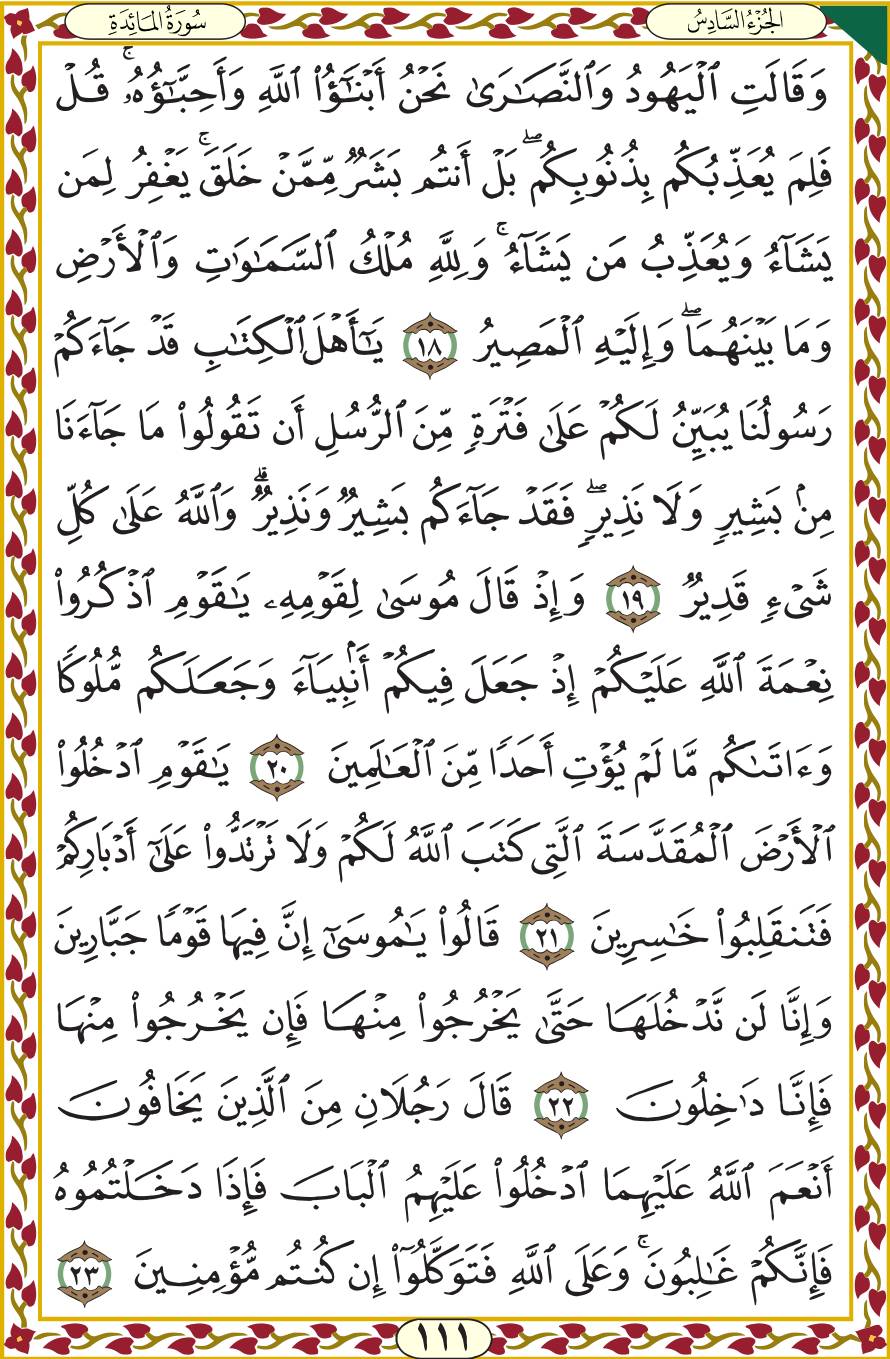 الجُزْءُ السَّادِسُ
سُورَةُ المَائِدَةِ
وَقَالَتِ ٱلۡيَهُودُ وَٱلنَّصَٰرَىٰ نَحۡنُ أَبۡنَٰٓؤُاْ ٱللَّهِ وَأَحِبَّٰٓؤُهُۥۚ قُلۡ
فَلِمَ يُعَذِّبُكُم بِذُنُوبِكُمۖ بَلۡ أَنتُم بَشَرٞ مِّمَّنۡ خَلَقَۚ يَغۡفِرُ لِمَن
يَشَآءُ وَيُعَذِّبُ مَن يَشَآءُۚ وَلِلَّهِ مُلۡكُ ٱلسَّمَٰوَٰتِ وَٱلۡأَرۡضِ
وَمَا بَيۡنَهُمَاۖ وَإِلَيۡهِ ٱلۡمَصِيرُ ١٨ يَٰٓأَهۡلَ ٱلۡكِتَٰبِ قَدۡ جَآءَكُمۡ
رَسُولُنَا يُبَيِّنُ لَكُمۡ عَلَىٰ فَتۡرَةٖ مِّنَ ٱلرُّسُلِ أَن تَقُولُواْ مَا جَآءَنَا
مِنۢ بَشِيرٖ وَلَا نَذِيرٖۖ فَقَدۡ جَآءَكُم بَشِيرٞ وَنَذِيرٞۗ وَٱللَّهُ عَلَىٰ كُلِّ
شَيۡءٖ قَدِيرٞ ١٩ وَإِذۡ قَالَ مُوسَىٰ لِقَوۡمِهِۦ يَٰقَوۡمِ ٱذۡكُرُواْ
نِعۡمَةَ ٱللَّهِ عَلَيۡكُمۡ إِذۡ جَعَلَ فِيكُمۡ أَنۢبِيَآءَ وَجَعَلَكُم مُّلُوكٗا
وَءَاتَىٰكُم مَّا لَمۡ يُؤۡتِ أَحَدٗا مِّنَ ٱلۡعَٰلَمِينَ ٢٠ يَٰقَوۡمِ ٱدۡخُلُواْ
ٱلۡأَرۡضَ ٱلۡمُقَدَّسَةَ ٱلَّتِي كَتَبَ ٱللَّهُ لَكُمۡ وَلَا تَرۡتَدُّواْ عَلَىٰٓ أَدۡبَارِكُمۡ
فَتَنقَلِبُواْ خَٰسِرِينَ ٢١ قَالُواْ يَٰمُوسَىٰٓ إِنَّ فِيهَا قَوۡمٗا جَبَّارِينَ
وَإِنَّا لَن نَّدۡخُلَهَا حَتَّىٰ يَخۡرُجُواْ مِنۡهَا فَإِن يَخۡرُجُواْ مِنۡهَا
فَإِنَّا دَٰخِلُونَ ٢٢ قَالَ رَجُلَانِ مِنَ ٱلَّذِينَ يَخَافُونَ
أَنۡعَمَ ٱللَّهُ عَلَيۡهِمَا ٱدۡخُلُواْ عَلَيۡهِمُ ٱلۡبَابَ فَإِذَا دَخَلۡتُمُوهُ
فَإِنَّكُمۡ غَٰلِبُونَۚ وَعَلَى ٱللَّهِ فَتَوَكَّلُوٓاْ إِن كُنتُم مُّؤۡمِنِينَ ٢٣
١١١